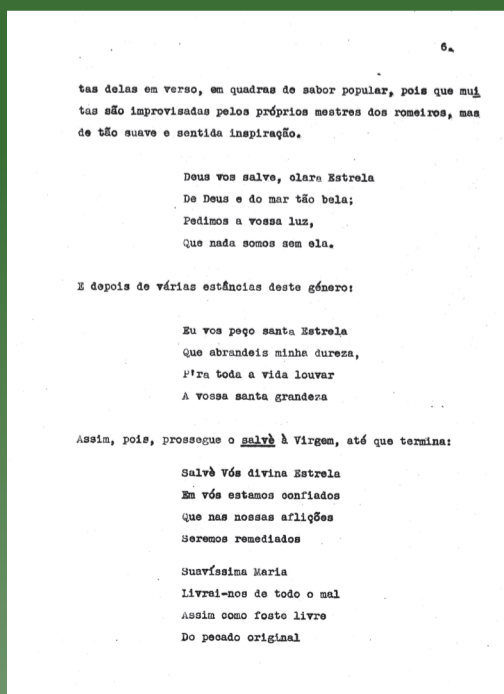 6.
tas delas em verso, em quadras de sabor popular, pois que mui
tas são improvisadas pelos próprios mestres dos romeiros, mas
de tão suave e sentida inspiração.
Deus vos salve, clara Estrela
De Deus e do mar tão bela;
Pedimos a vossa luz,
Que nada somos sem ela.
E depois de várias estâncias deste género:
Eu vos peço santa Estrela
Que abrandeis minha dureza,
P'ra toda a vida louvar
A vossa santa grandeza
Assim, pois, prossegue o salvè à Virgem, até que termina:
Salvè Vós divina Estrela
Em vós estamos confiados
Que nas nossas aflições
Seremos remediados
Suavíssima Maria
Livrai-nos de todo o mal
Assim como foste livre
Do pecado original